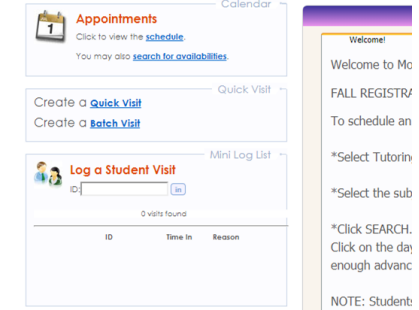 Calendar
1
Appointments
Click to view the schedule.
You may also search for availabilities.
Quick Visit
Create a Quick Visit
Create a Batch Visit
Mini Log List
Log a Student Visit
ID:
in
0 visits found
ID Time In Reason
Welcome!
Welcome to Mo
FALL REGISTRA
To schedule an
*Select Tutoring
*Select the sub
*Click SEARCH.
Click on the day
enough advanc
NOTE: Students